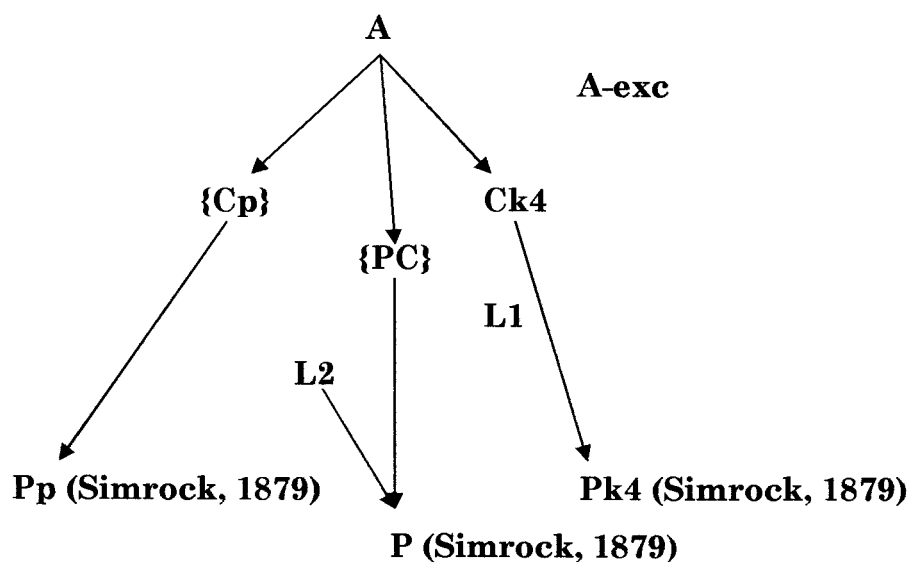 A
A-exc
{Cp}
Ck4
{PC}
L1
L2
Pp (Simrock, 1879)
Pk4 (Simrock, 1879)
P (Simrock, 1879)